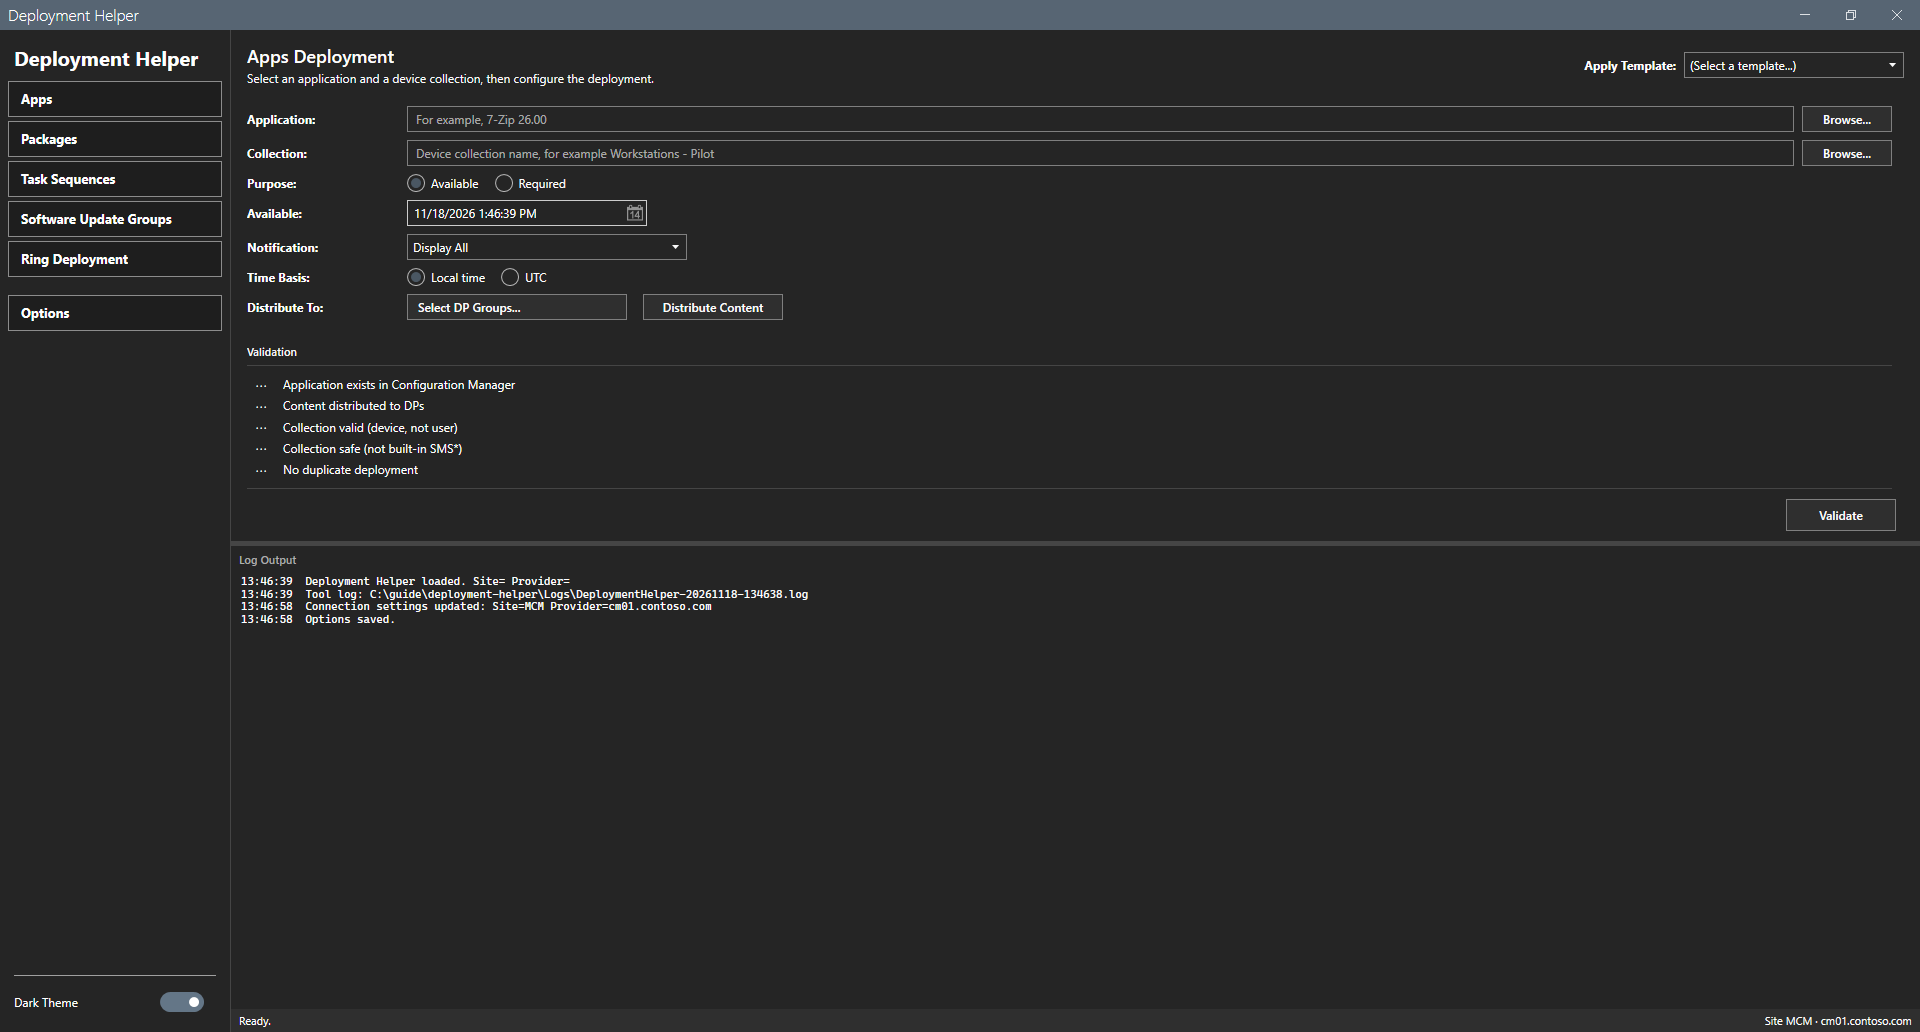 Deployment Helper
Deployment Helper
Apps
Packages
Task Sequences
Software Update Groups
Ring Deployment
Options
Dark Theme
Apps Deployment
Select an application and a device collection, then configure the deployment.
Apply Template: (Select a template...)
Application: For example, 7-Zip 26.00 Browse...
Collection: Device collection name, for example Workstations - Pilot Browse...
Purpose: Available Required
Available: 11/18/2026 1:46:39 PM 14
Notification: Display All
Time Basis: Local time UTC
Distribute To: Select DP Groups... Distribute Content
Validation
... Application exists in Configuration Manager
... Content distributed to DPs
... Collection valid (device, not user)
... Collection safe (not built-in SMS*)
... No duplicate deployment
Validate
Log Output
13:46:39 Deployment Helper loaded. Site= Provider=
13:46:39 Tool log: C:\guide\deployment-helper\Logs\DeploymentHelper-20261118-134638.log
13:46:58 Connection settings updated: Site=MCM Provider=cm01.contoso.com
13:46:58 Options saved.
Ready.
Site MCM · cm01.contoso.com